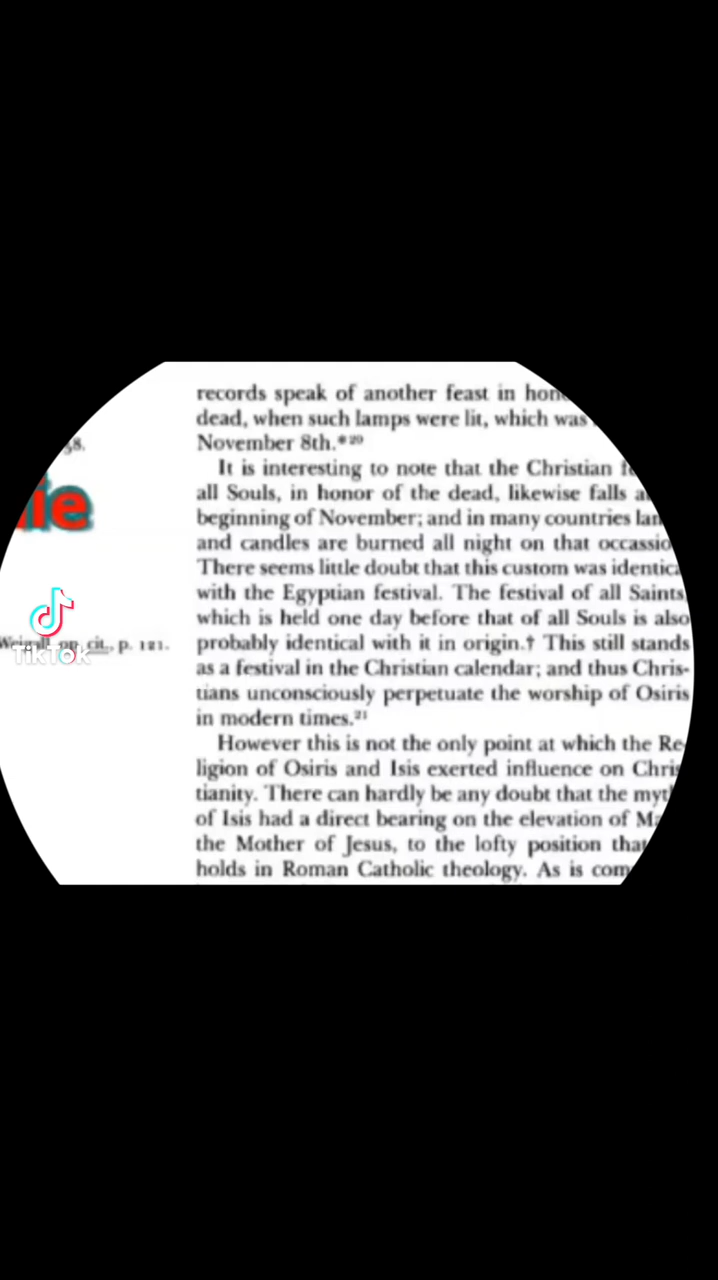 records speak of another feast in
dead, when such lamps were lit, which was
58.
November 8th.*20
It is interesting to note that the Christian
all Souls, in honor of the dead, likewise falls
beginning of November; and in many countries
and candles are burned all night on that
There seems little doubt that this custom was
with the Egyptian festival. The festival of all Saints
which is held one day before that of all Souls is also
Weigall, op. cit., p. 121.
probably identical with it in origin.† This still stands
TikTok
as a festival in the Christian calendar; and thus Chris-
tians unconsciously perpetuate the worship of Osiris
in modern times.21
However this is not the only point at which the Re-
ligion of Osiris and Isis exerted influence on Chris
tianity. There can hardly be any doubt that the
of Isis had a direct bearing on the elevation of
the Mother of Jesus, to the lofty position
holds in Roman Catholic theology. As is